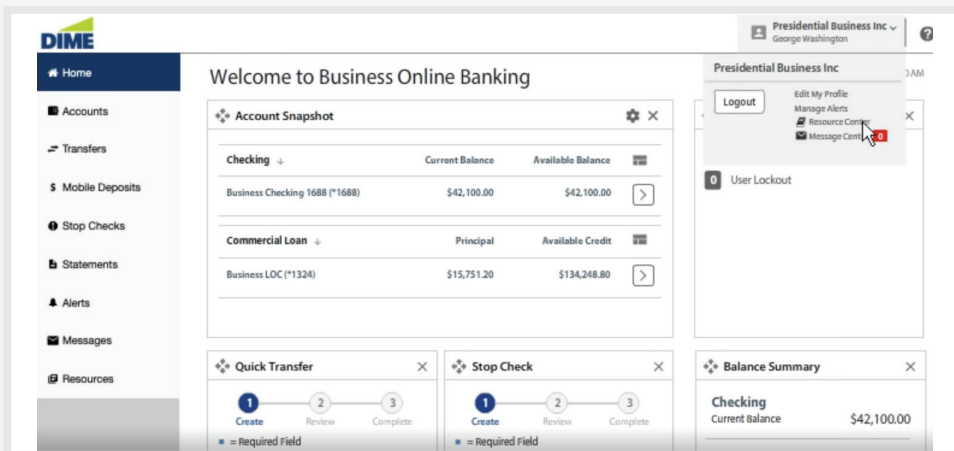 DIME
Presidential Business Inc
George Washington
Home
Accounts
Transfers
$ Mobile Deposits
Stop Checks
Statements
Alerts
Messages
Resources
Welcome to Business Online Banking
AM
Presidential Business Inc
Logout
Edit My Profile
Manage Alerts
Resource Center
Message 0
Account Snapshot
Checking ↓ Current Balance Available Balance
Business Checking 1688 (*1688) $42,100.00 $42,100.00 >
Commercial Loan ↓ Principal Available Credit
Business LOC (*1324) $15,751.20 $134,248.80 >
0 User Lockout
Quick Transfer
1 2 3
Create Review Complete
= Required Field
Stop Check
1 2 3
Create Review Complete
= Required Field
Balance Summary
Checking
Current Balance $42,100.00